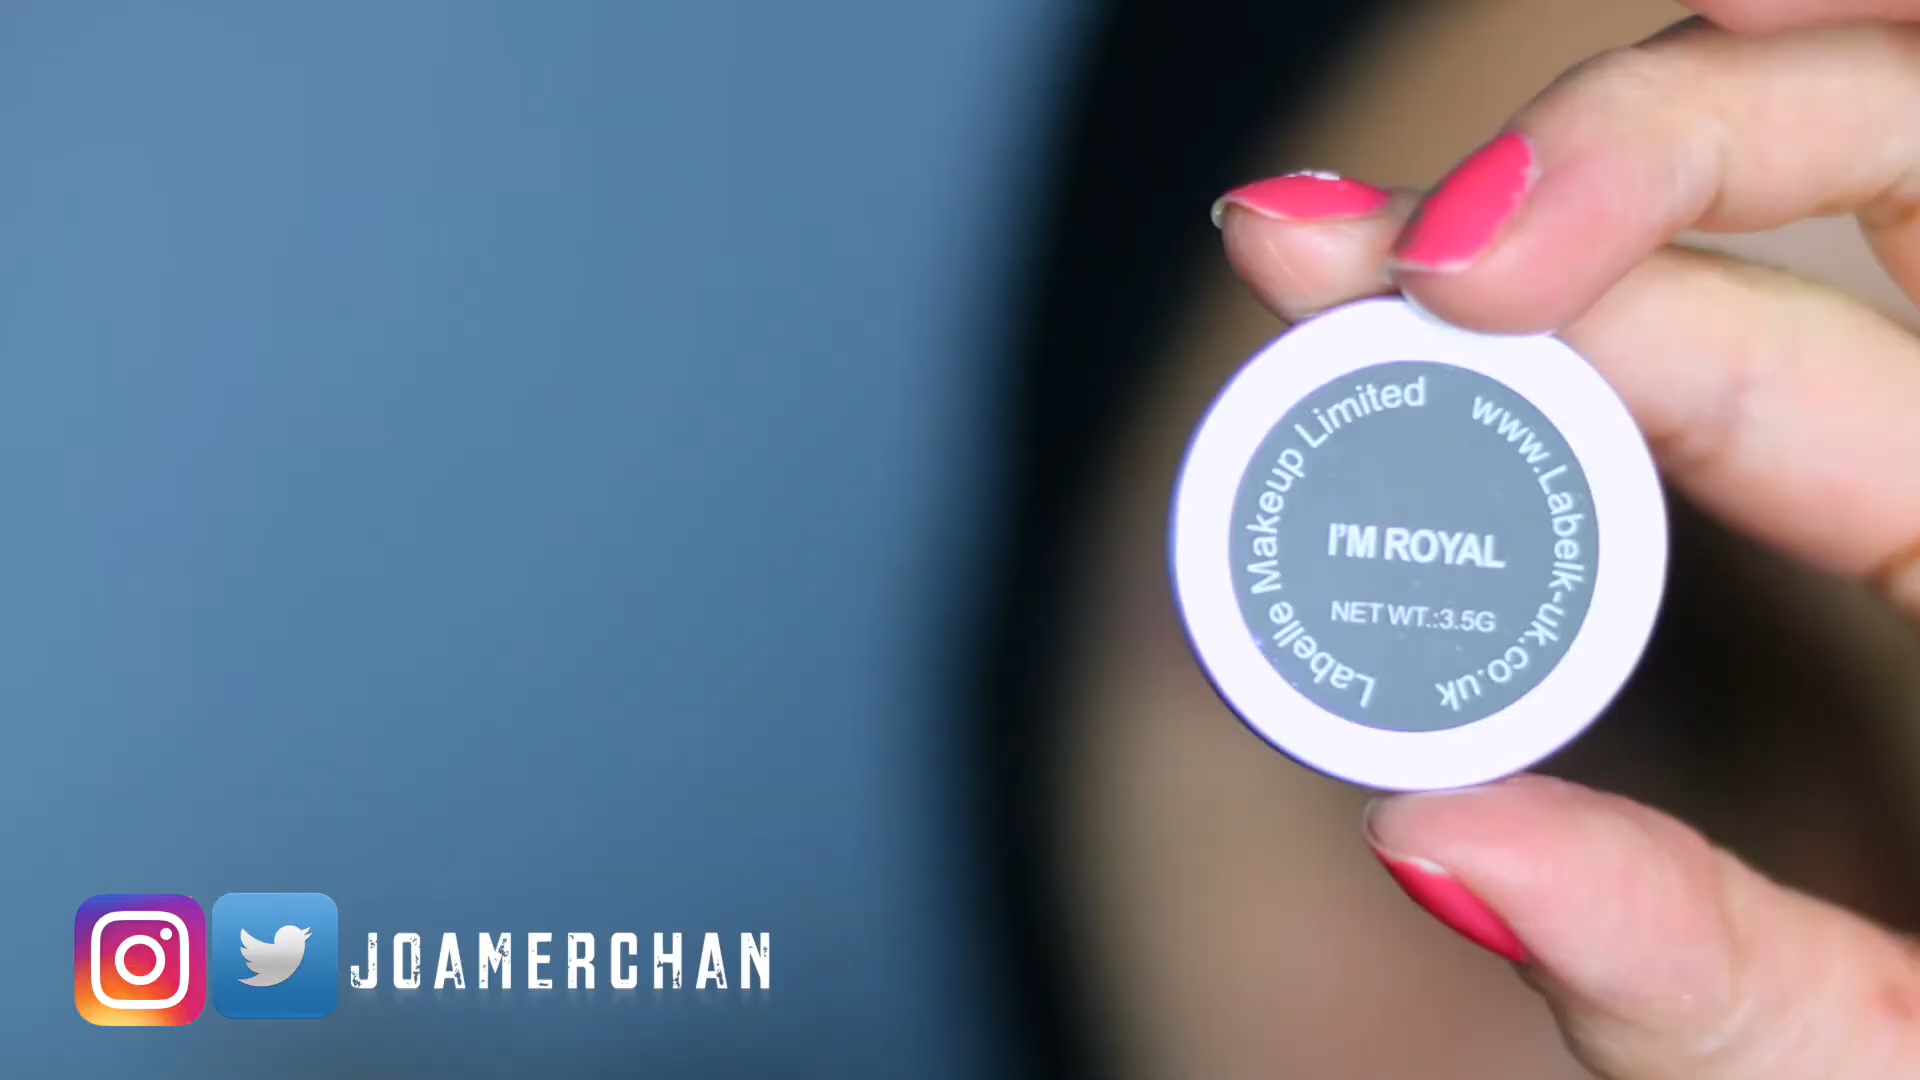 Labelle Makeup Limited
www.Labelk-uk.co.uk
I'M ROYAL
NET WT.:3.5G
JOAMERCHAN